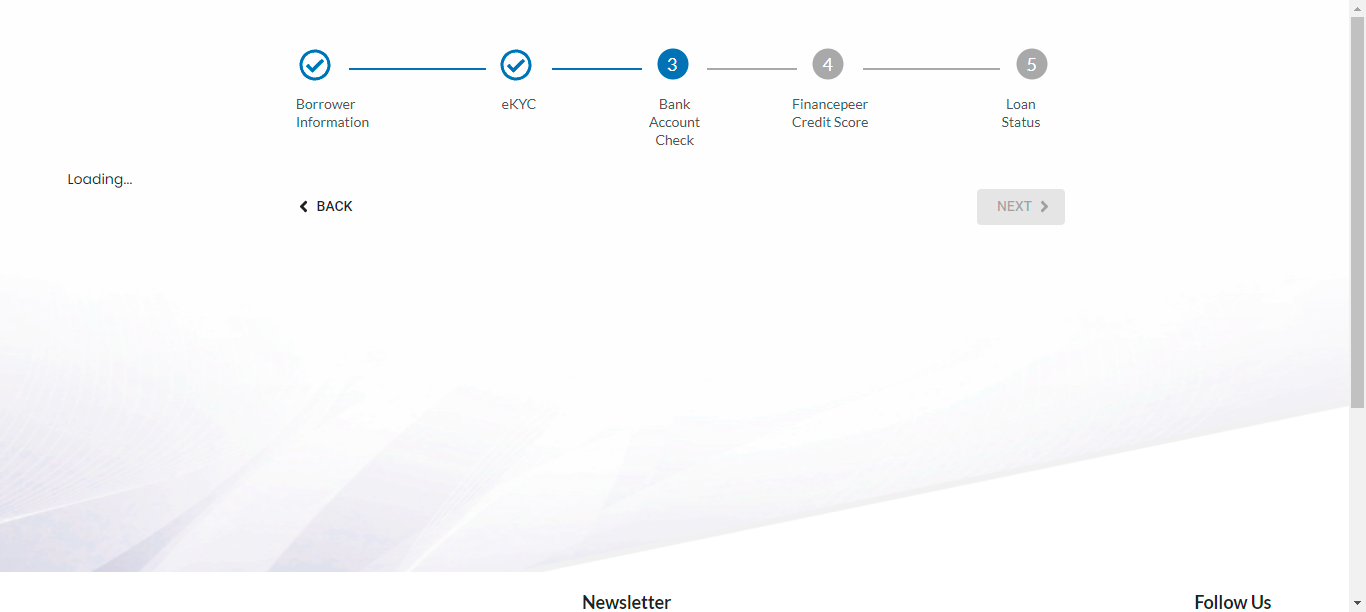 3
4
5
Borrower
Information
eKYC
Bank
Account
Check
Financepeer
Credit Score
Loan
Status
Loading...
BACK
NEXT
Newsletter
Follow Us